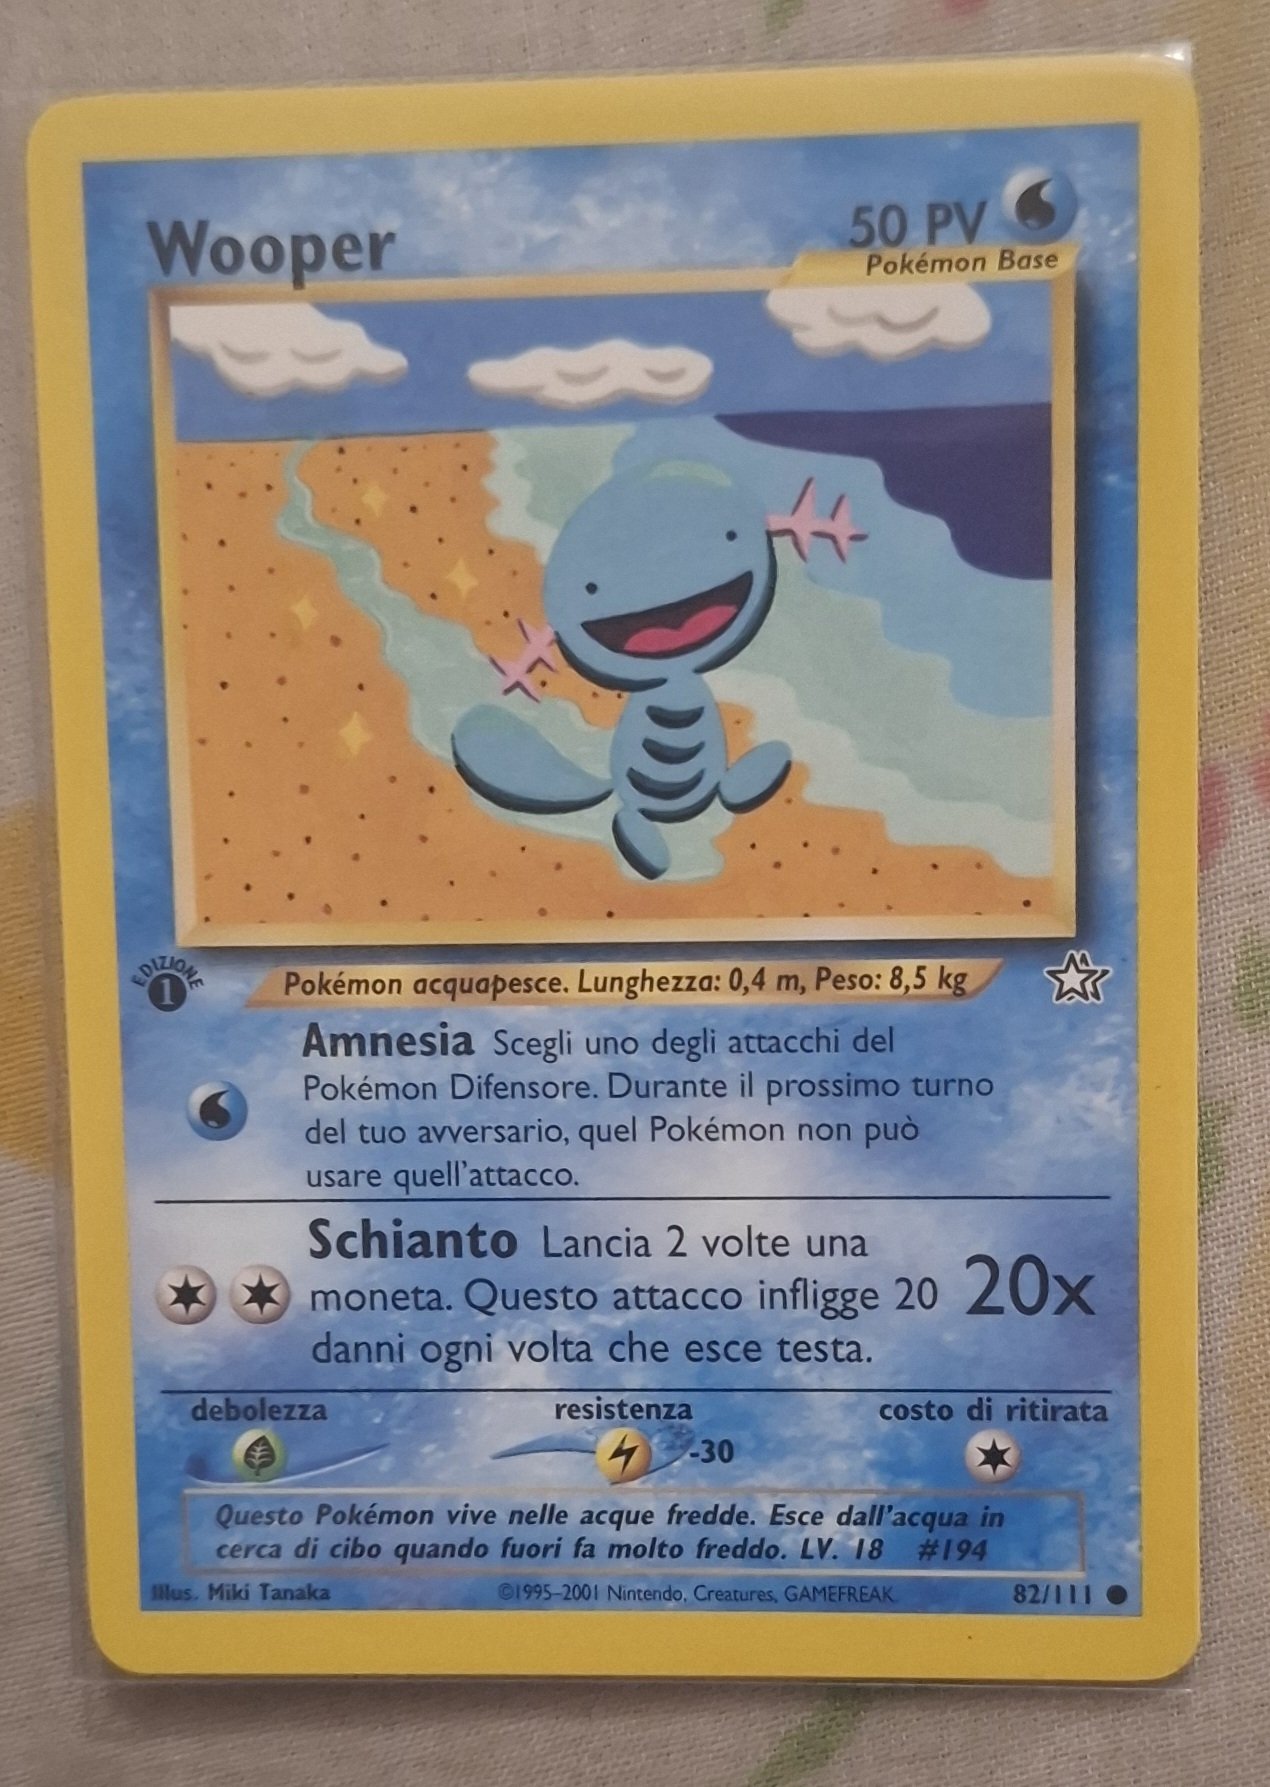 Wooper
50 PV
Pokémon Base
EDIZIONE
1
Pokémon acquapesce. Lunghezza: 0,4 m, Peso: 8,5 kg
Amnesia Scegli uno degli attacchi del
Pokémon Difensore. Durante il prossimo turno
del tuo avversario, quel Pokémon non può
usare quell'attacco.
Schianto Lancia 2 volte una
moneta. Questo attacco infligge 20
danni ogni volta che esce testa.
20x
debolezza
resistenza
costo di ritirata
-30
Questo Pokémon vive nelle acque fredde. Esce dall'acqua in
cerca di cibo quando fuori fa molto freddo. LV. 18 #194
Illus. Miki Tanaka
©1995-2001 Nintendo, Creatures, GAMEFREAK
82/111